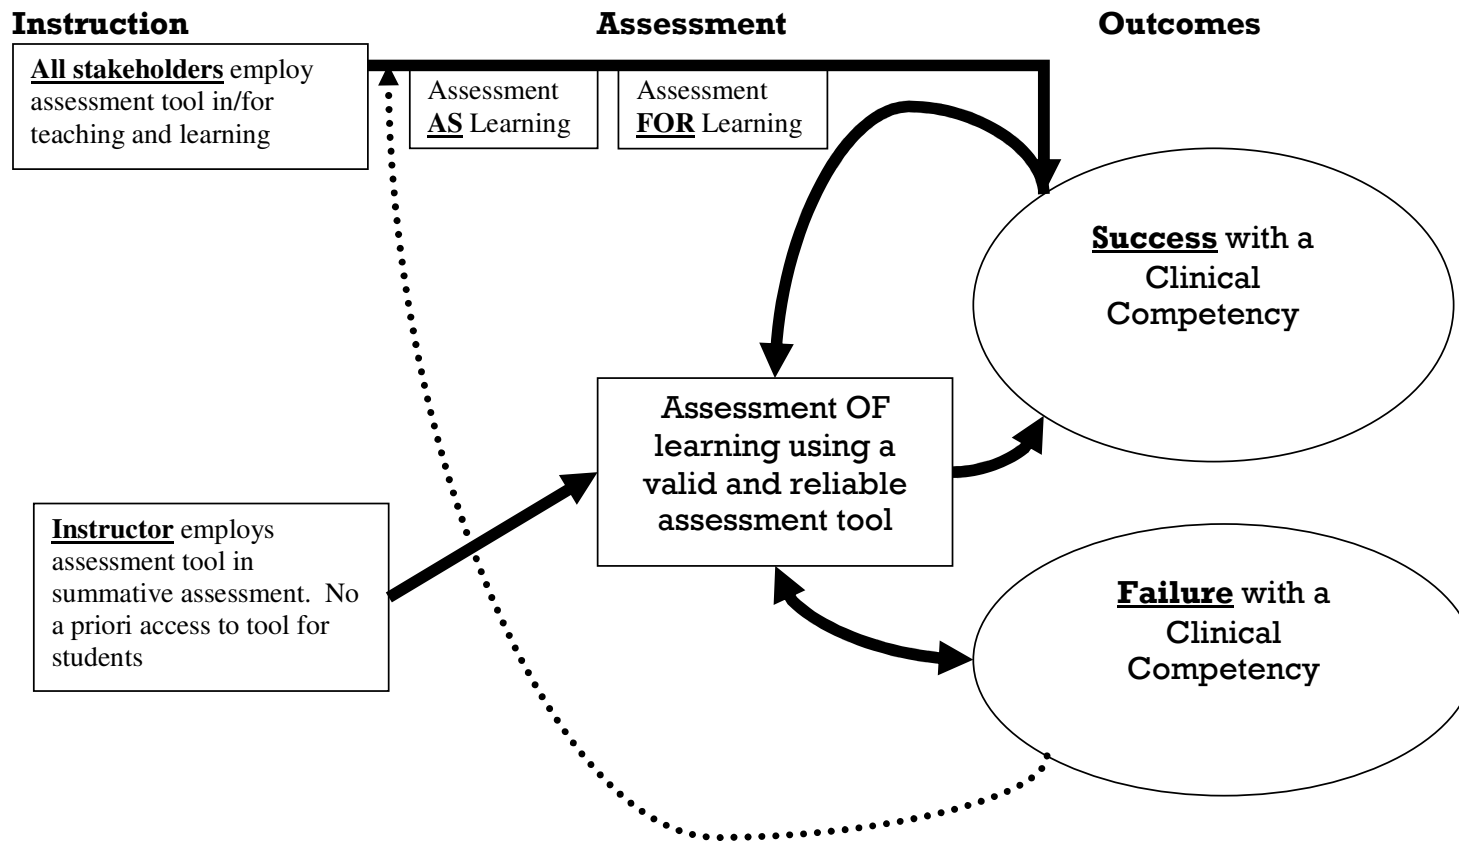 Instruction
Assessment
Outcomes
All stakeholders employ
assessment tool in/for
teaching and learning
Assessment
AS Learning
Assessment
FOR Learning
Success with a
Clinical
Competency
Assessment OF
learning using a
valid and reliable
assessment tool
Instructor employs
assessment tool in
summative assessment.  No
a priori access to tool for
students
Failure with a
Clinical
Competency